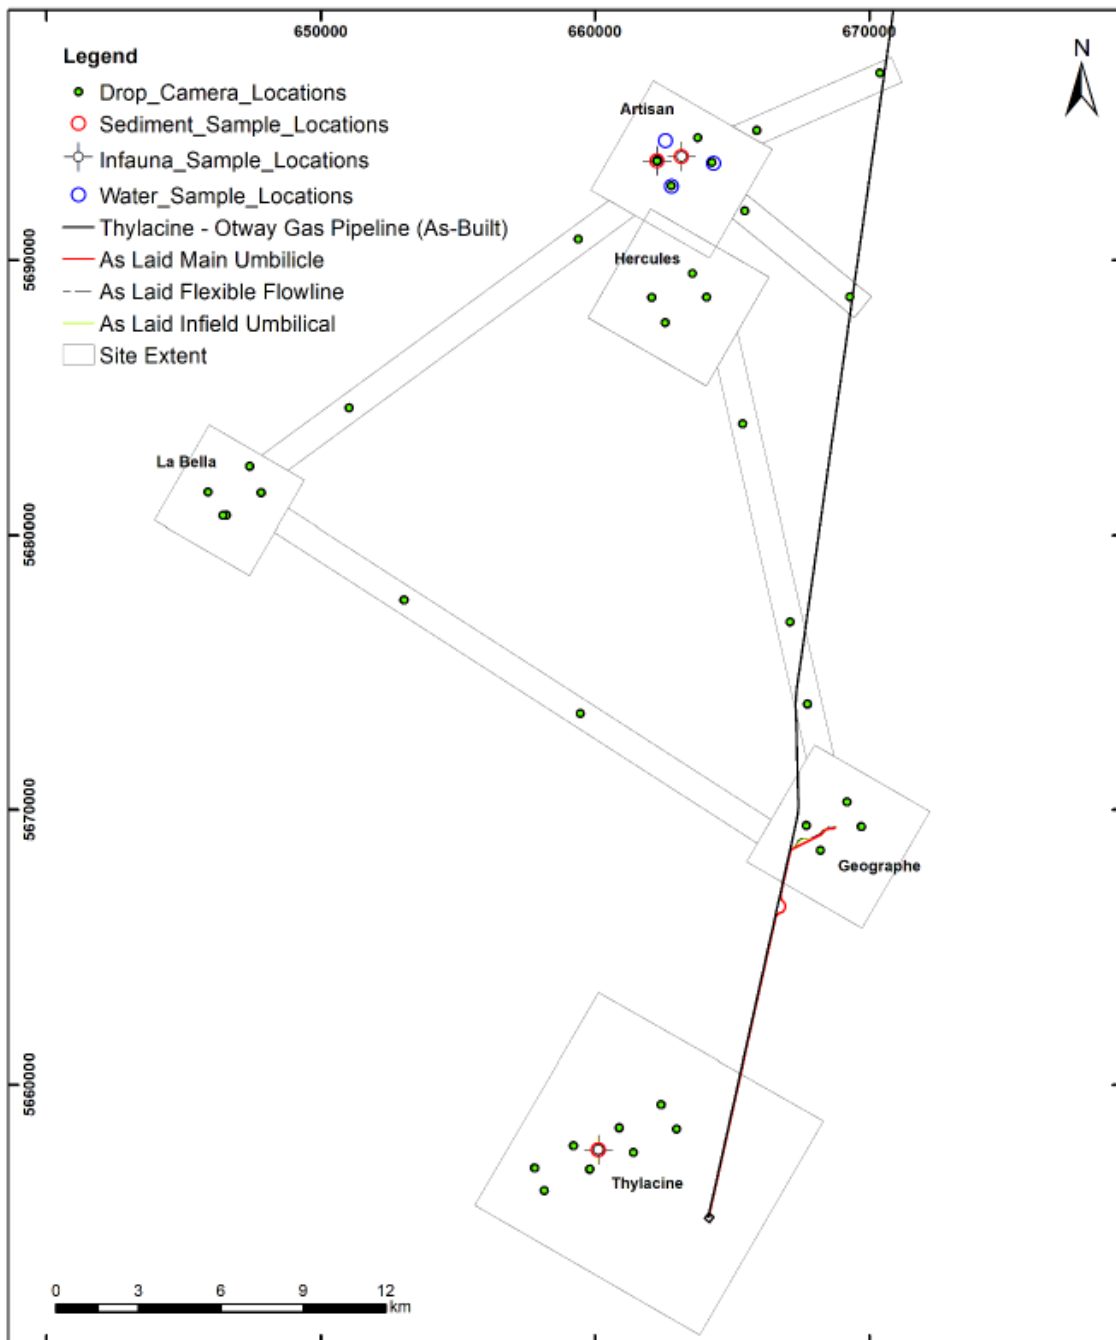 650000
660000
670000
Legend
Drop_Camera_Locations
Sediment_Sample_Locations
Infauna_Sample_Locations
Water_Sample_Locations
Thylacine - Otway Gas Pipeline (As-Built)
As Laid Main Umbilicle
As Laid Flexible Flowline
As Laid Infield Umbilical
Site Extent
N
Artisan
Hercules
La Bella
Geographe
Thylacine
5690000
5680000
5670000
5660000
0 3 6 9 12
km